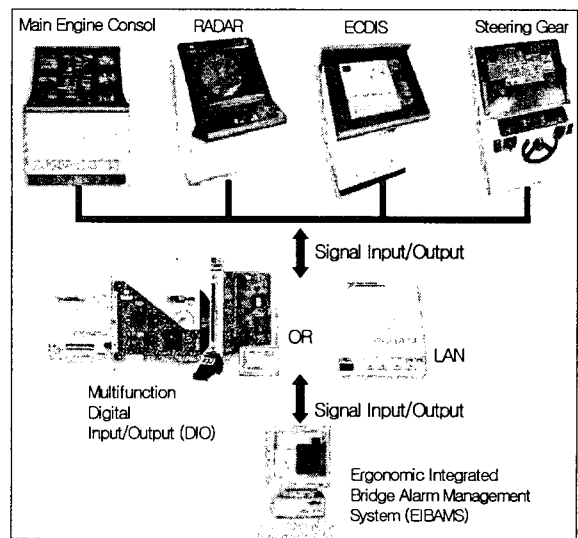 Main Engine Consol
RADAR
ECDIS
Steering Gear
Signal Input/Output
OR
LAN
Multifunction
Digital
Input/Output (DIO)
Signal Input/Output
Ergonomic Integrated
Bridge Alarm Management
System (EIBAMS)